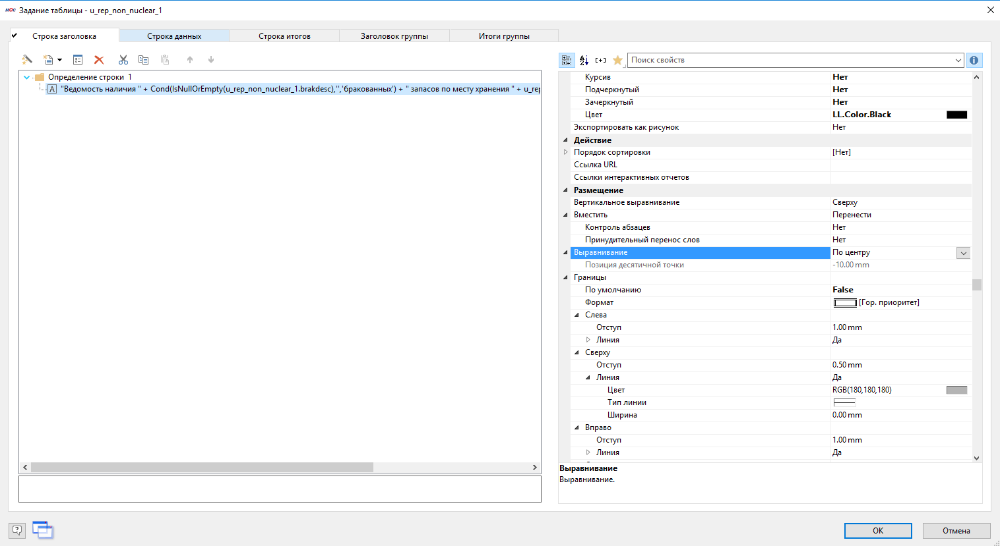 МОС Задание таблицы - u_rep_non_nuclear_1
Строка заголовка
Строка данных
Строка итогов
Заголовок группы
Итоги группы
Поиск свойств
Определение строки 1
A "Ведомость наличия " + Cond(IsNullOrEmpty(u_rep_non_nuclear_1.brakdesc),'','бракованных') + " запасов по месту хранения " + u_rep
Курсив Нет
Подчеркнутый Нет
Зачеркнутый Нет
Цвет LL.Color.Black
Экспортировать как рисунок Нет
Действие
Порядок сортировки [Нет]
Ссылка URL
Ссылки интерактивных отчетов
Размещение
Вертикальное выравнивание Сверху
Вместить Перенести
Контроль абзацев Нет
Принудительный перенос слов Нет
Выравнивание По центру
Позиция десятичной точки -10.00 mm
Границы
По умолчанию False
Формат [Гор. приоритет]
Слева
Отступ 1.00 mm
Линия Да
Сверху
Отступ 0.50 mm
Линия Да
Цвет RGB(180,180,180)
Тип линии
Ширина 0.00 mm
Вправо
Отступ 1.00 mm
Линия Да
Выравнивание
Выравнивание.
OK
Отмена